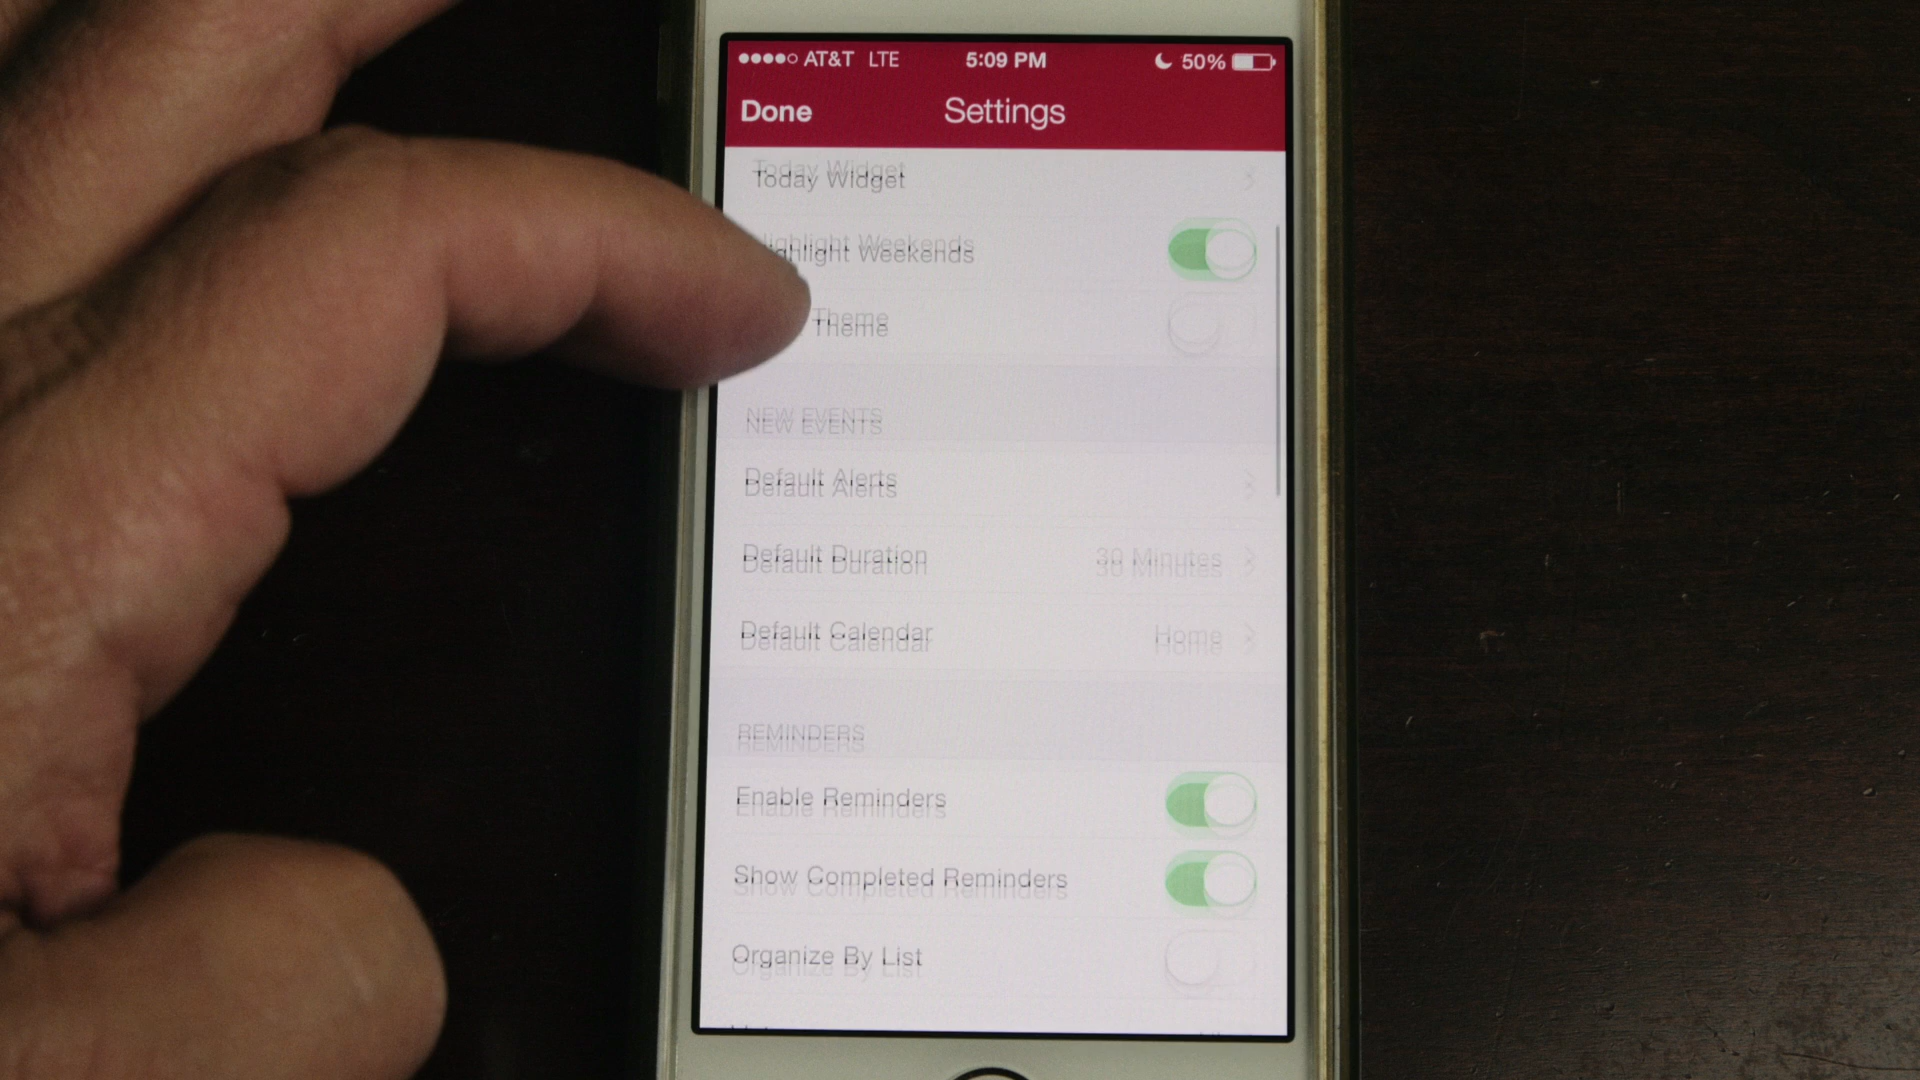 AT&T LTE 5:09 PM 50%
Done Settings
Today Widget
Highlight Weekends
Theme
NEW EVENTS
Default Alerts
Default Duration 30 Minutes
Default Calendar Home
REMINDERS
Enable Reminders
Show Completed Reminders
Organize By List